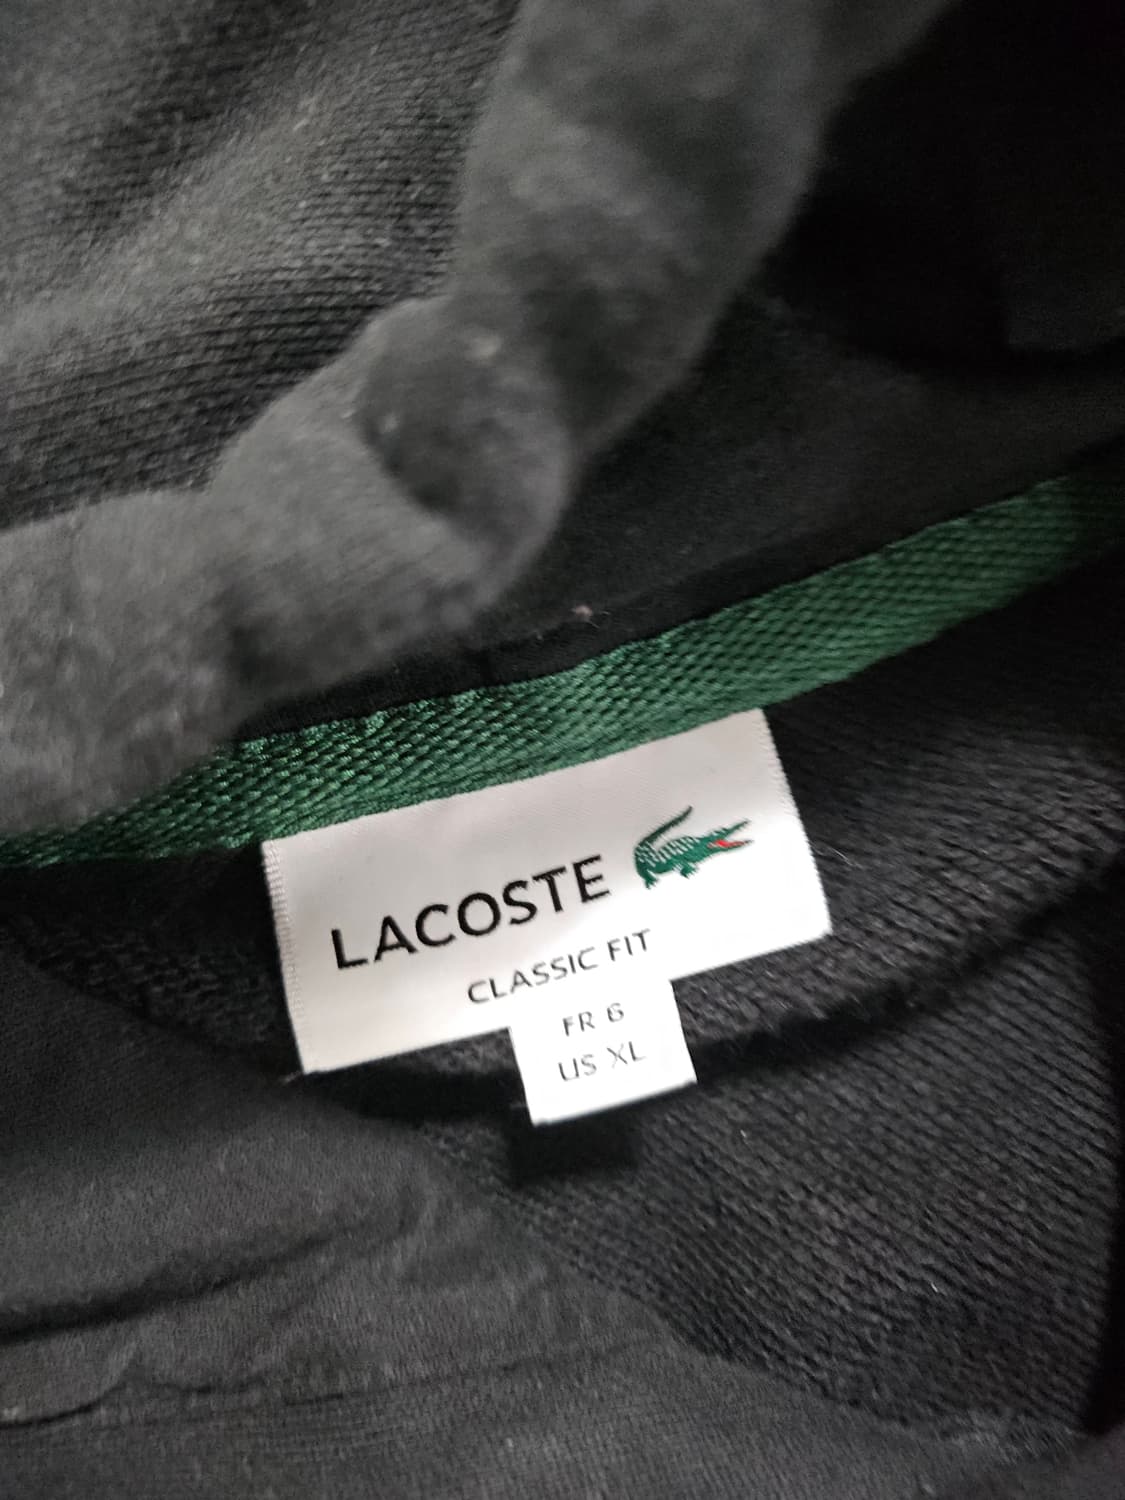 LACOSTE
CLASSIC FIT
FR 6
US XL